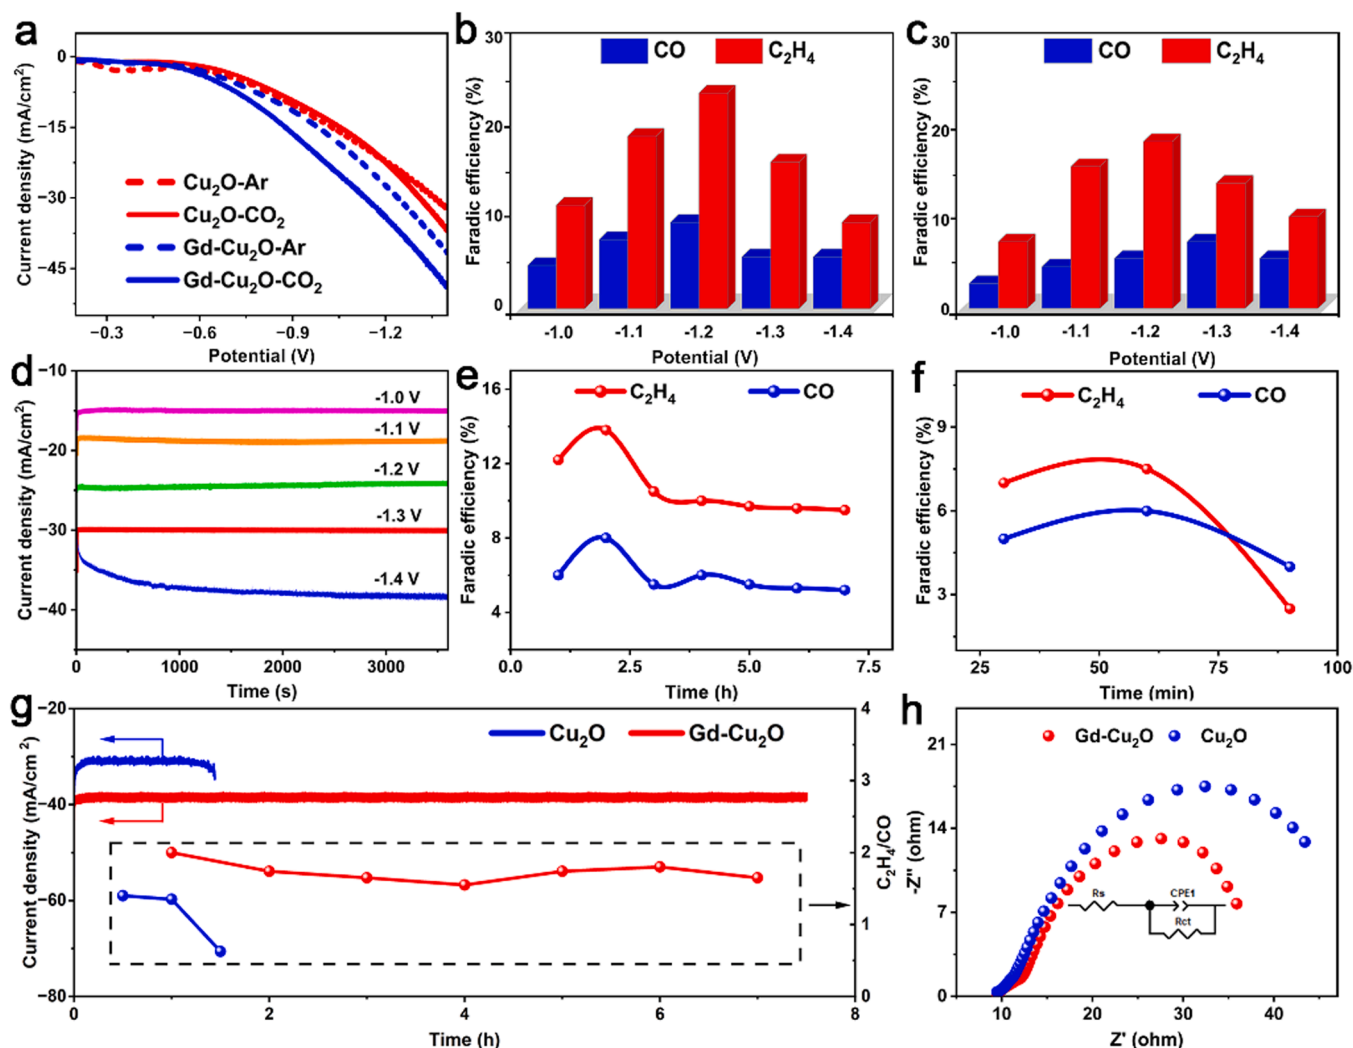 a
Current density (mA/cm²)
0
−15
−30
−45
Cu₂O-Ar
Cu₂O-CO₂
Gd-Cu₂O-Ar
Gd-Cu₂O-CO₂
−0.3 −0.6 −0.9 −1.2
Potential (V)
b
Faradic efficiency (%)
30
20
10
0
CO C₂H₄
-1.0 -1.1 -1.2 -1.3 -1.4
Potential (V)
c
Faradic efficiency (%)
30
20
10
0
CO C₂H₄
-1.0 -1.1 -1.2 -1.3 -1.4
Potential (V)
d
Current density (mA/cm²)
−10
−20
−30
−40
-1.0 V
-1.1 V
-1.2 V
-1.3 V
-1.4 V
0 1000 2000 3000
Time (s)
e
Faradic efficiency (%)
16
12
8
4
C₂H₄ CO
0.0 2.5 5.0 7.5
Time (h)
f
Faradic efficiency (%)
9
6
3
C₂H₄ CO
25 50 75 100
Time (min)
g
Current density (mA/cm ²)
−20
−40
−60
−80
Cu₂O Gd-Cu₂O
4
3
2
1
0
C₂H₄/CO
0 2 4 6 8
Time (h)
h
-Z'' (ohm)
21
14
7
0
Gd-Cu₂O Cu₂O
Rs CPE1
Rct
10 20 30 40
Z' (ohm)